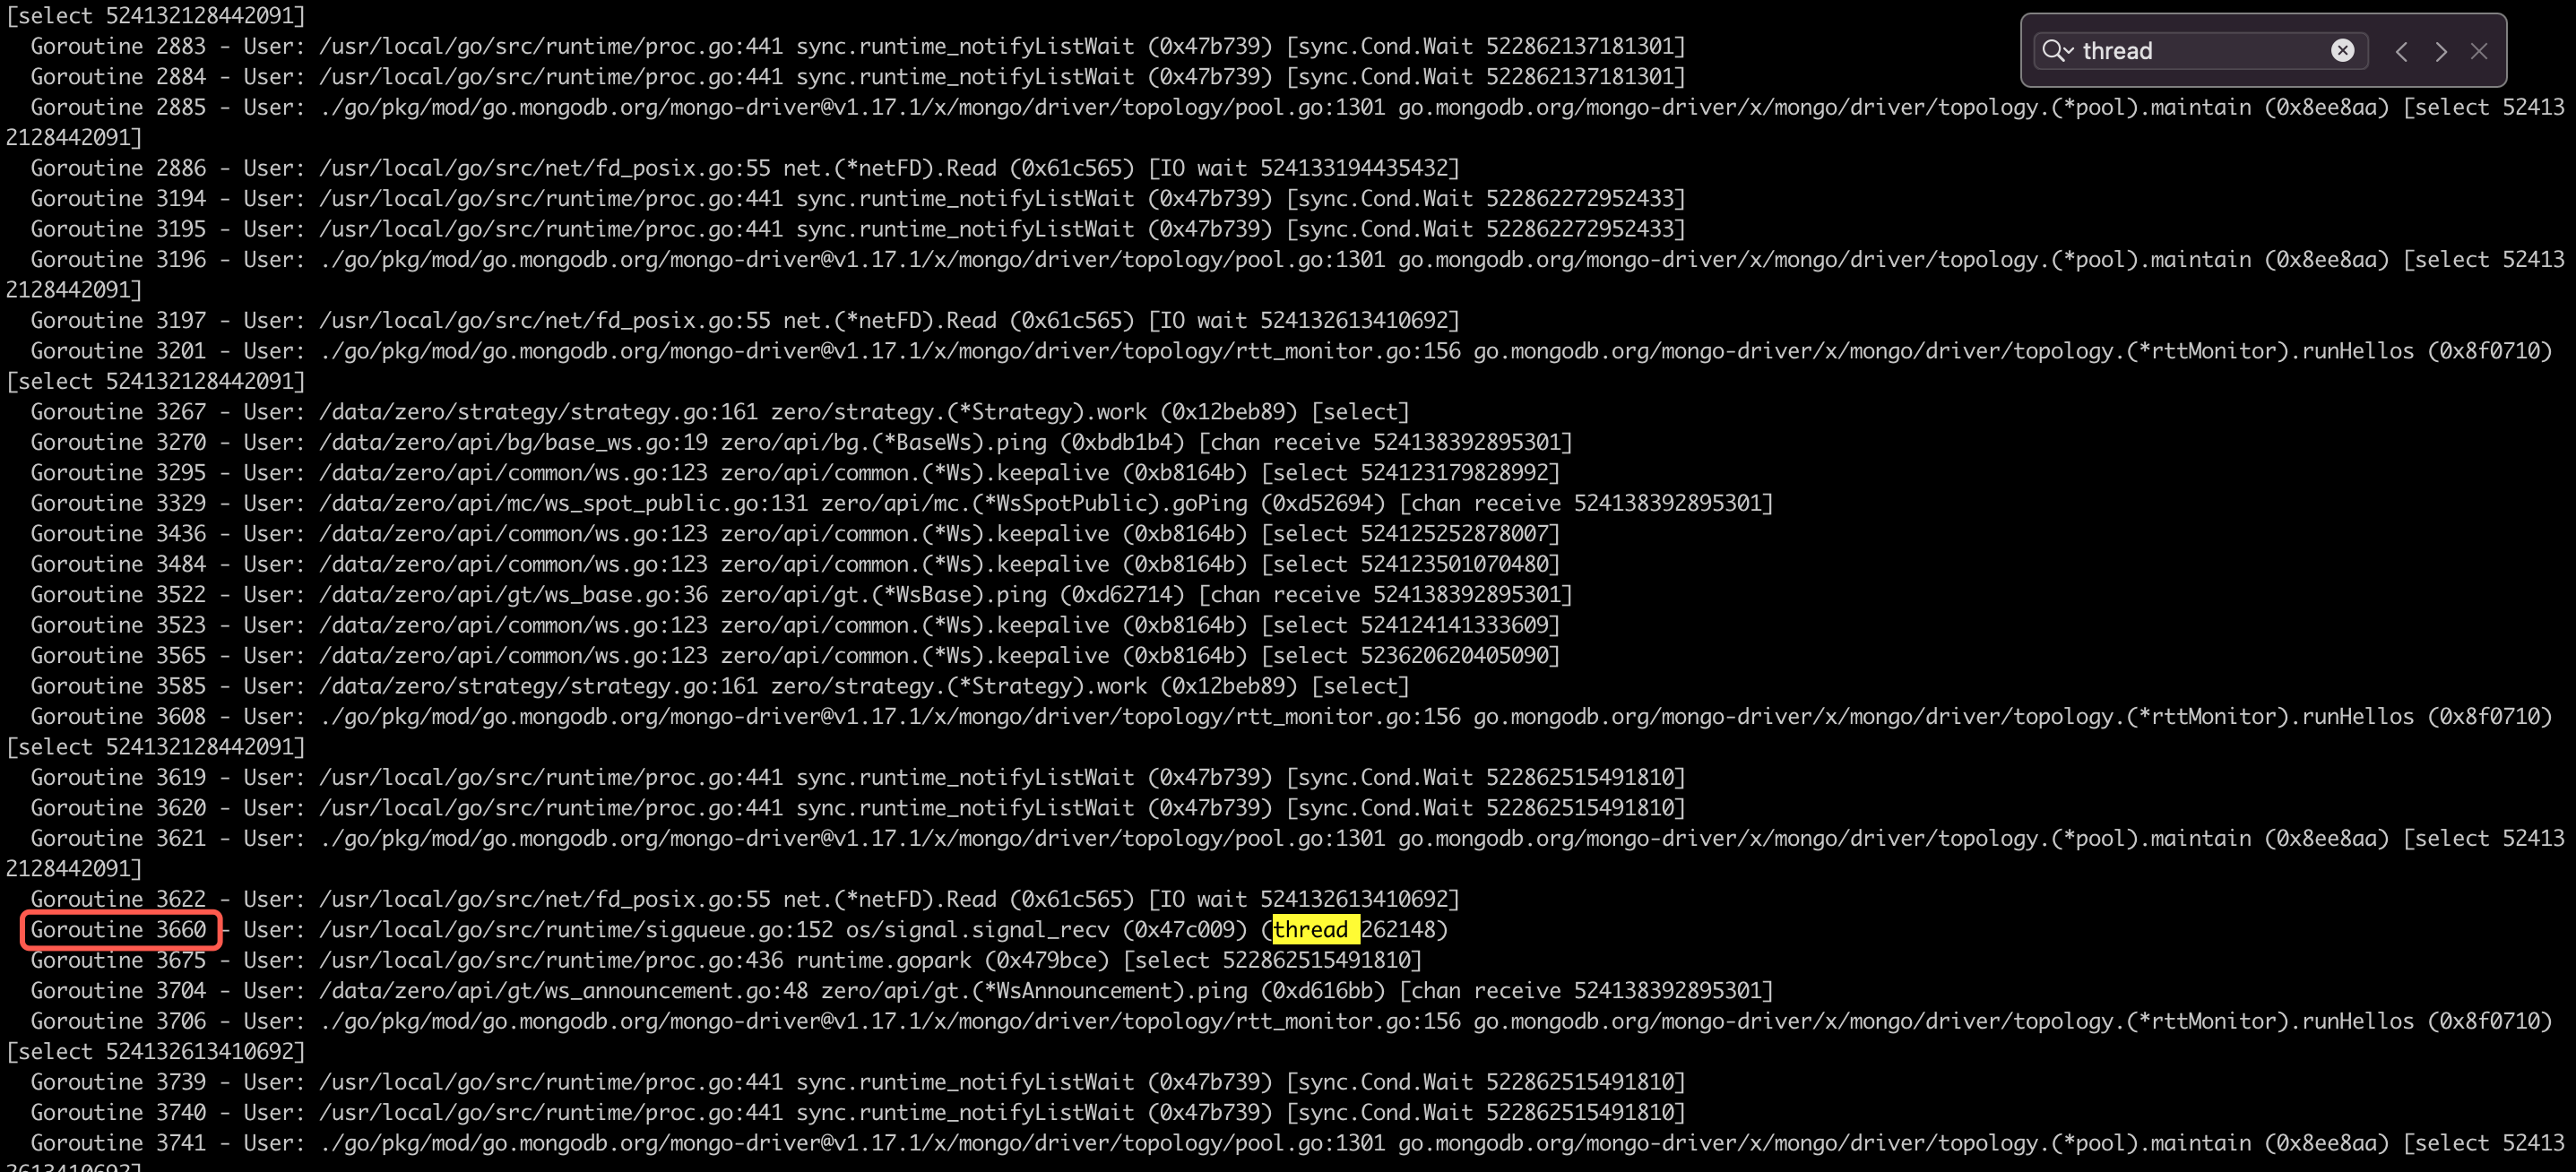 [select 524132128442091]
  Goroutine 2883 - User: /usr/local/go/src/runtime/proc.go:441 sync.runtime_notifyListWait (0x47b739) [sync.Cond.Wait 522862137181301]
  Goroutine 2884 - User: /usr/local/go/src/runtime/proc.go:441 sync.runtime_notifyListWait (0x47b739) [sync.Cond.Wait 522862137181301]
  Goroutine 2885 - User: ./go/pkg/mod/go.mongodb.org/mongo-driver@v1.17.1/x/mongo/driver/topology/pool.go:1301 go.mongodb.org/mongo-driver/x/mongo/driver/topology.(*pool).maintain (0x8ee8aa) [select 52413
2128442091]
  Goroutine 2886 - User: /usr/local/go/src/net/fd_posix.go:55 net.(*netFD).Read (0x61c565) [IO wait 524133194435432]
  Goroutine 3194 - User: /usr/local/go/src/runtime/proc.go:441 sync.runtime_notifyListWait (0x47b739) [sync.Cond.Wait 522862272952433]
  Goroutine 3195 - User: /usr/local/go/src/runtime/proc.go:441 sync.runtime_notifyListWait (0x47b739) [sync.Cond.Wait 522862272952433]
  Goroutine 3196 - User: ./go/pkg/mod/go.mongodb.org/mongo-driver@v1.17.1/x/mongo/driver/topology/pool.go:1301 go.mongodb.org/mongo-driver/x/mongo/driver/topology.(*pool).maintain (0x8ee8aa) [select 52413
2128442091]
  Goroutine 3197 - User: /usr/local/go/src/net/fd_posix.go:55 net.(*netFD).Read (0x61c565) [IO wait 524132613410692]
  Goroutine 3201 - User: ./go/pkg/mod/go.mongodb.org/mongo-driver@v1.17.1/x/mongo/driver/topology/rtt_monitor.go:156 go.mongodb.org/mongo-driver/x/mongo/driver/topology.(*rttMonitor).runHellos (0x8f0710)
[select 524132128442091]
  Goroutine 3267 - User: /data/zero/strategy/strategy.go:161 zero/strategy.(*Strategy).work (0x12beb89) [select]
  Goroutine 3270 - User: /data/zero/api/bg/base_ws.go:19 zero/api/bg.(*BaseWs).ping (0xbdb1b4) [chan receive 524138392895301]
  Goroutine 3295 - User: /data/zero/api/common/ws.go:123 zero/api/common.(*Ws).keepalive (0xb8164b) [select 524123179828992]
  Goroutine 3329 - User: /data/zero/api/mc/ws_spot_public.go:131 zero/api/mc.(*WsSpotPublic).goPing (0xd52694) [chan receive 524138392895301]
  Goroutine 3436 - User: /data/zero/api/common/ws.go:123 zero/api/common.(*Ws).keepalive (0xb8164b) [select 524125252878007]
  Goroutine 3484 - User: /data/zero/api/common/ws.go:123 zero/api/common.(*Ws).keepalive (0xb8164b) [select 524123501070480]
  Goroutine 3522 - User: /data/zero/api/gt/ws_base.go:36 zero/api/gt.(*WsBase).ping (0xd62714) [chan receive 524138392895301]
  Goroutine 3523 - User: /data/zero/api/common/ws.go:123 zero/api/common.(*Ws).keepalive (0xb8164b) [select 524124141333609]
  Goroutine 3565 - User: /data/zero/api/common/ws.go:123 zero/api/common.(*Ws).keepalive (0xb8164b) [select 523620620405090]
  Goroutine 3585 - User: /data/zero/strategy/strategy.go:161 zero/strategy.(*Strategy).work (0x12beb89) [select]
  Goroutine 3608 - User: ./go/pkg/mod/go.mongodb.org/mongo-driver@v1.17.1/x/mongo/driver/topology/rtt_monitor.go:156 go.mongodb.org/mongo-driver/x/mongo/driver/topology.(*rttMonitor).runHellos (0x8f0710)
[select 524132128442091]
  Goroutine 3619 - User: /usr/local/go/src/runtime/proc.go:441 sync.runtime_notifyListWait (0x47b739) [sync.Cond.Wait 522862515491810]
  Goroutine 3620 - User: /usr/local/go/src/runtime/proc.go:441 sync.runtime_notifyListWait (0x47b739) [sync.Cond.Wait 522862515491810]
  Goroutine 3621 - User: ./go/pkg/mod/go.mongodb.org/mongo-driver@v1.17.1/x/mongo/driver/topology/pool.go:1301 go.mongodb.org/mongo-driver/x/mongo/driver/topology.(*pool).maintain (0x8ee8aa) [select 52413
2128442091]
  Goroutine 3622 - User: /usr/local/go/src/net/fd_posix.go:55 net.(*netFD).Read (0x61c565) [IO wait 524132613410692]
  Goroutine 3660 - User: /usr/local/go/src/runtime/sigqueue.go:152 os/signal.signal_recv (0x47c009) (thread 262148)
  Goroutine 3675 - User: /usr/local/go/src/runtime/proc.go:436 runtime.gopark (0x479bce) [select 522862515491810]
  Goroutine 3704 - User: /data/zero/api/gt/ws_announcement.go:48 zero/api/gt.(*WsAnnouncement).ping (0xd616bb) [chan receive 524138392895301]
  Goroutine 3706 - User: ./go/pkg/mod/go.mongodb.org/mongo-driver@v1.17.1/x/mongo/driver/topology/rtt_monitor.go:156 go.mongodb.org/mongo-driver/x/mongo/driver/topology.(*rttMonitor).runHellos (0x8f0710)
[select 524132613410692]
  Goroutine 3739 - User: /usr/local/go/src/runtime/proc.go:441 sync.runtime_notifyListWait (0x47b739) [sync.Cond.Wait 522862515491810]
  Goroutine 3740 - User: /usr/local/go/src/runtime/proc.go:441 sync.runtime_notifyListWait (0x47b739) [sync.Cond.Wait 522862515491810]
  Goroutine 3741 - User: ./go/pkg/mod/go.mongodb.org/mongo-driver@v1.17.1/x/mongo/driver/topology/pool.go:1301 go.mongodb.org/mongo-driver/x/mongo/driver/topology.(*pool).maintain (0x8ee8aa) [select 52413
2613410692]
thread